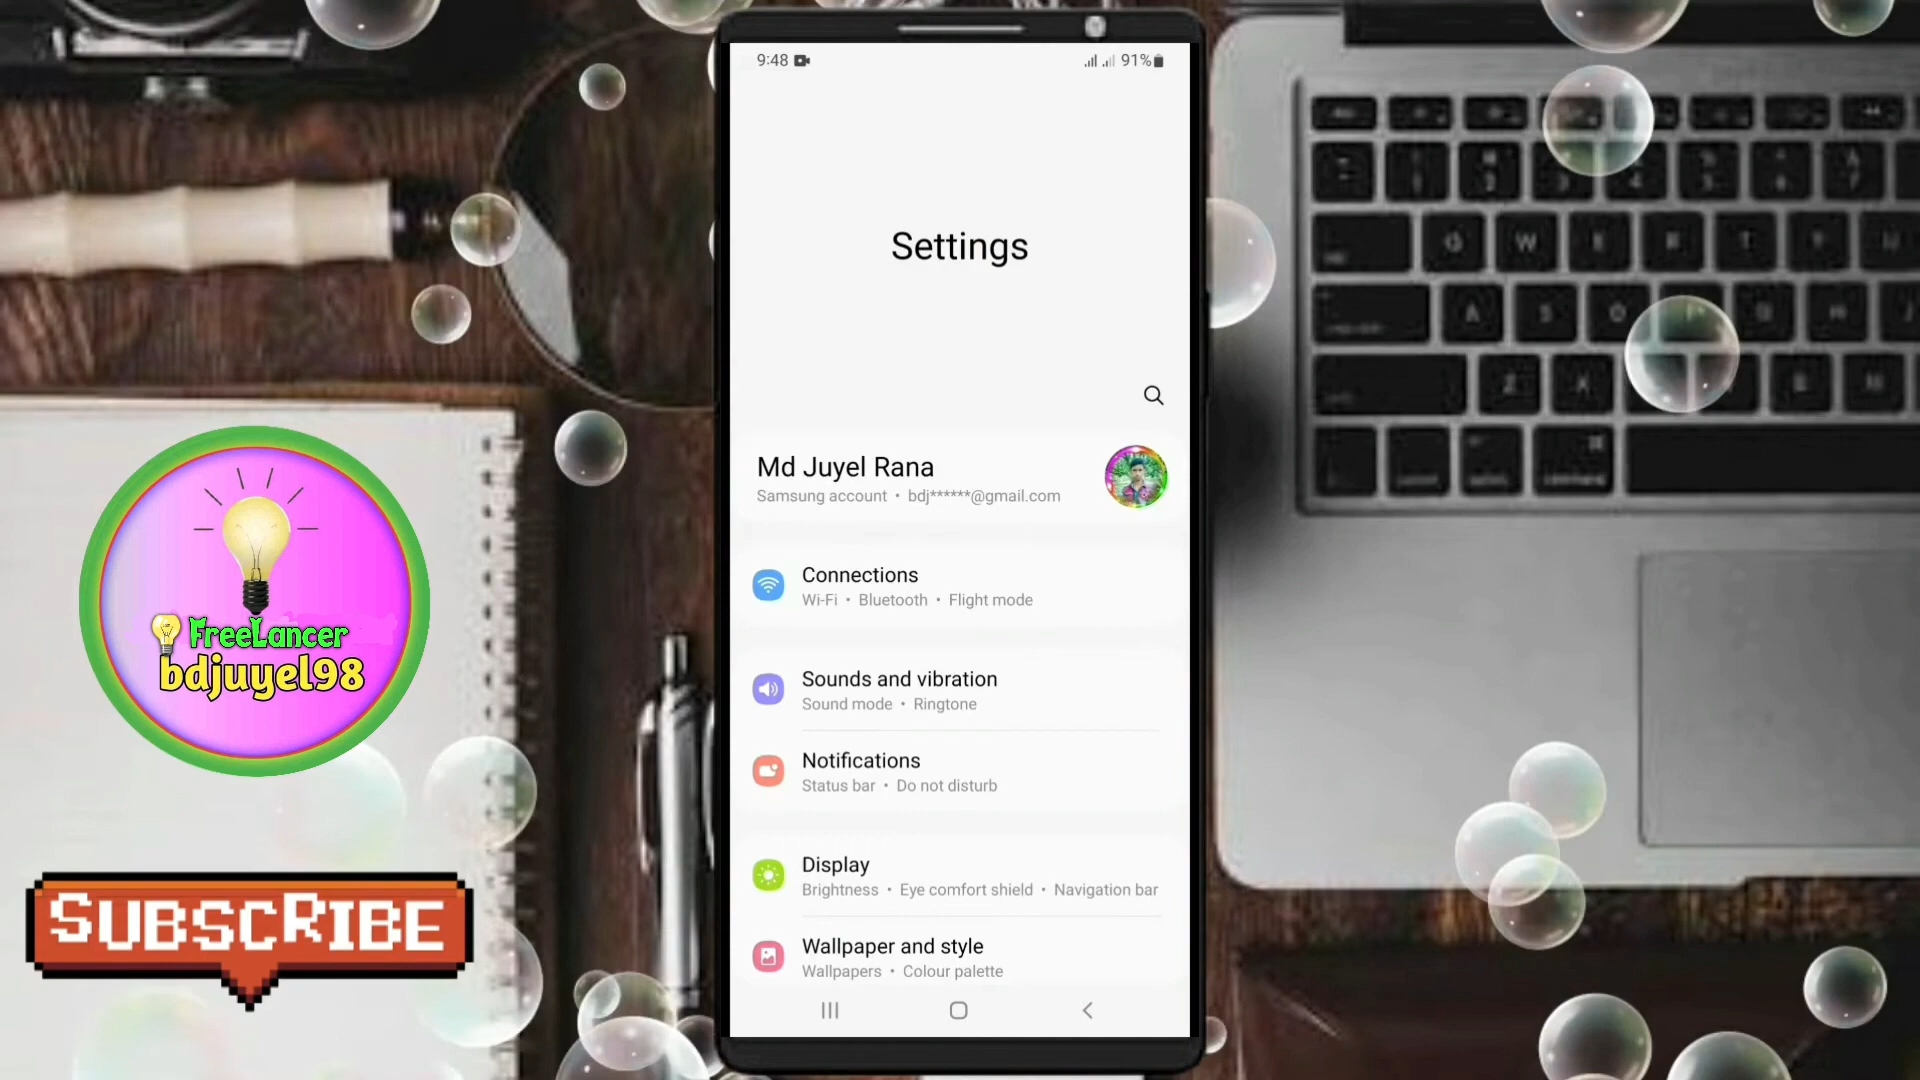 9:48
91%
Settings
Md Juyel Rana
Samsung account • bdj******@gmail.com
Connections
Wi-Fi • Bluetooth • Flight mode
Sounds and vibration
Sound mode • Ringtone
Notifications
Status bar • Do not disturb
Display
Brightness • Eye comfort shield • Navigation bar
Wallpaper and style
Wallpapers • Colour palette
FreeLancer
bdjuyel98
SUBSCRIBE